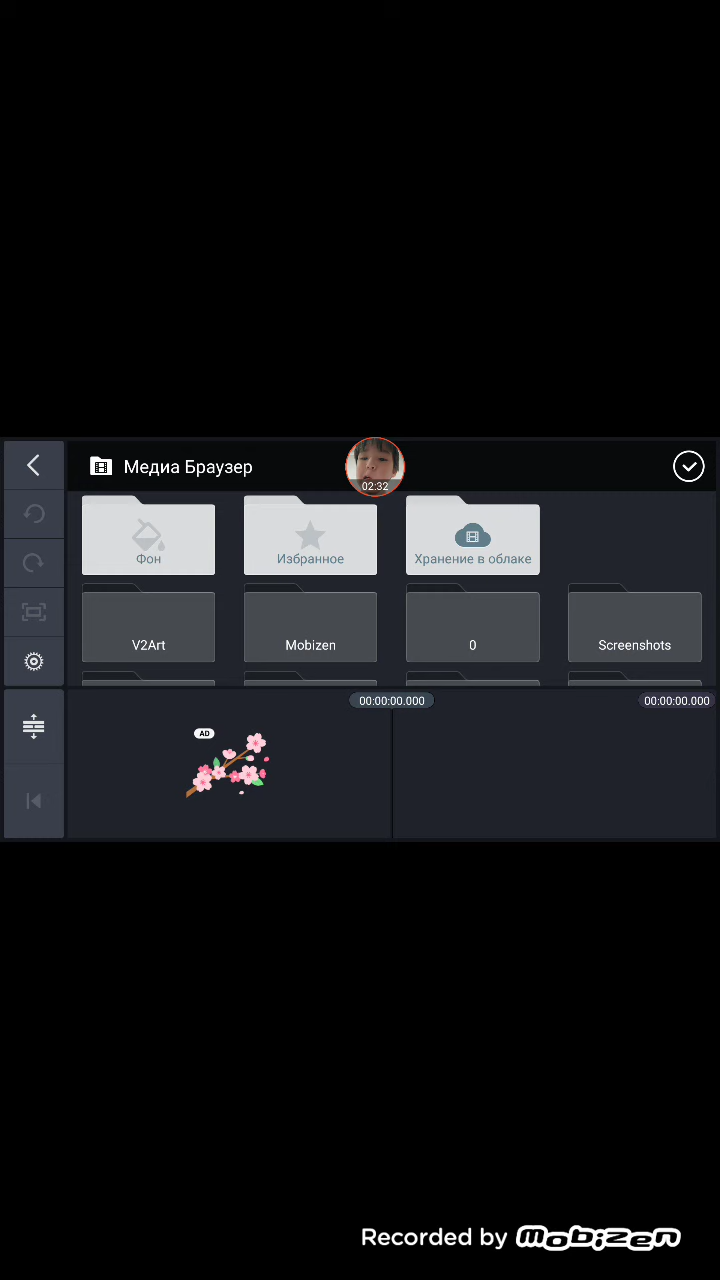 Медиа Браузер
02:32
Фон
Избранное
Хранение в облаке
V2Art
Mobizen
0
Screenshots
00:00:00.000
00:00:00.000
AD
Recorded by mobizen